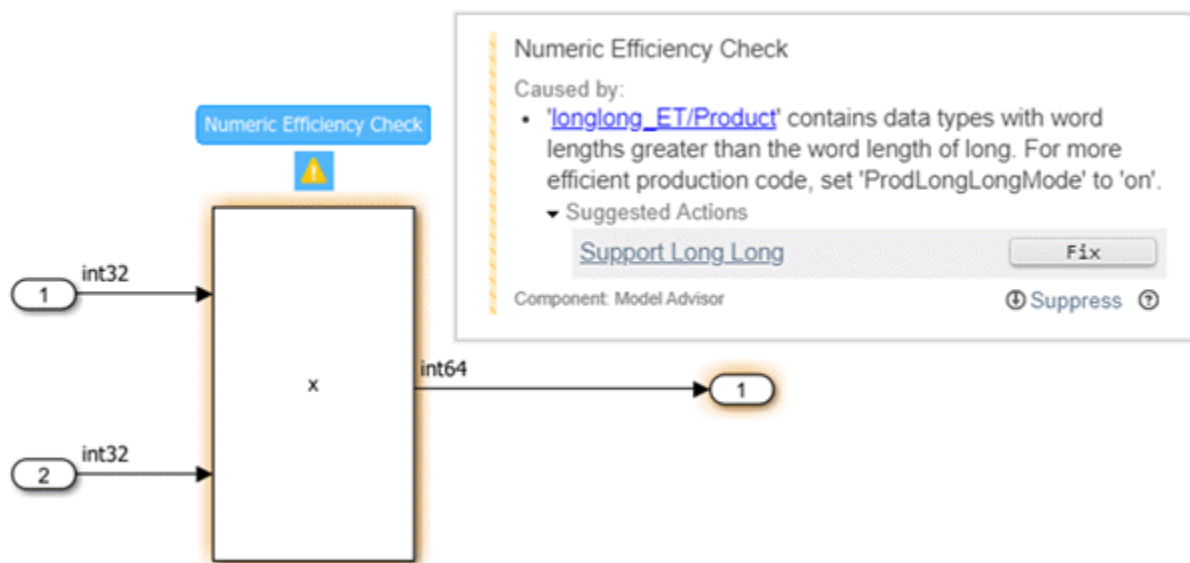 Numeric Efficiency Check
Caused by:
• 'longlong_ET/Product' contains data types with word
lengths greater than the word length of long. For more
efficient production code, set 'ProdLongLongMode' to 'on'.
Suggested Actions
Support Long Long Fix
Component: Model Advisor Suppress ?
Numeric Efficiency Check
int32
1
x
int64
1
int32
2